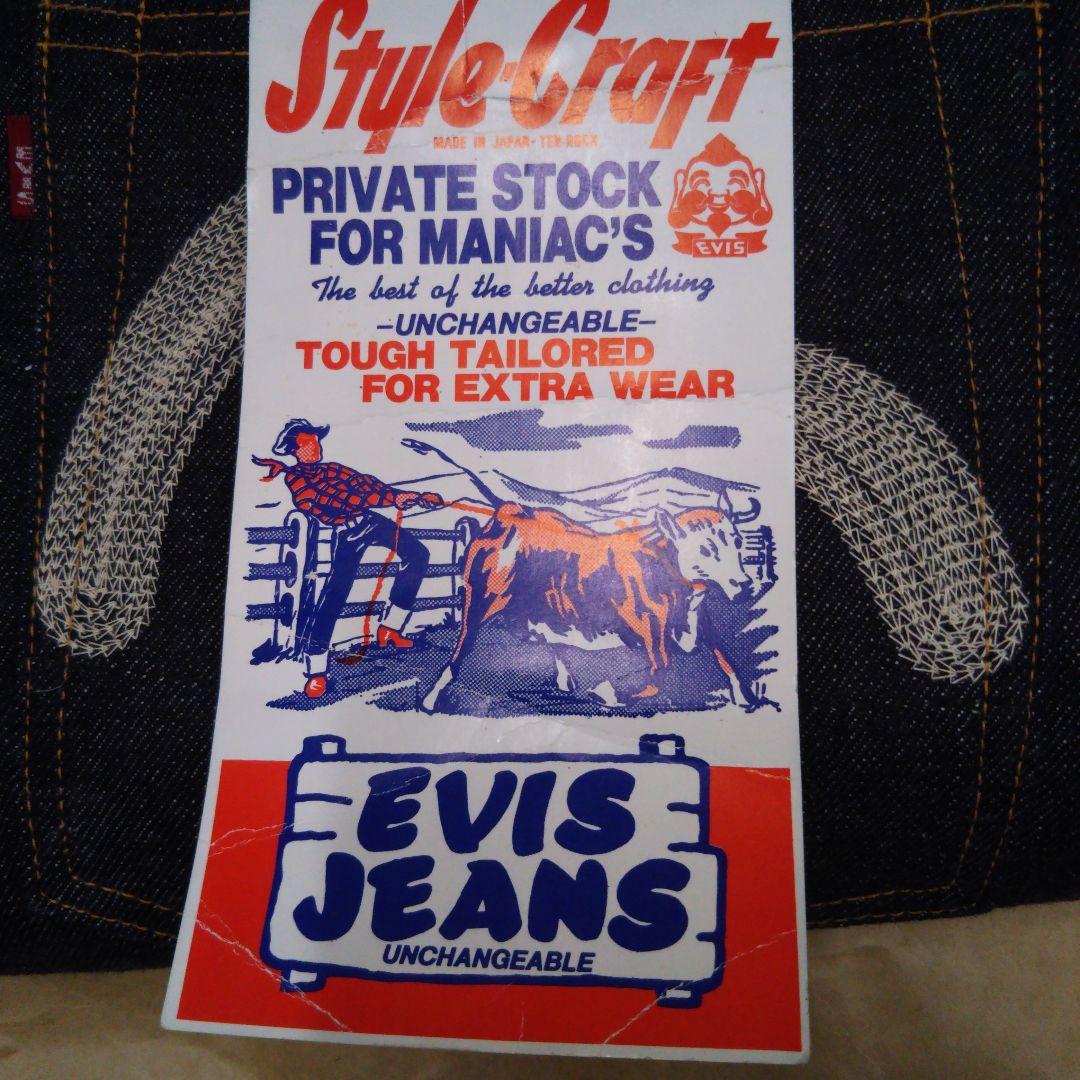 Style-Craft
MADE IN JAPAN·TEN-ROCK
PRIVATE STOCK
FOR MANIAC'S
EVIS
The best of the better clothing
-UNCHANGEABLE-
TOUGH TAILORED
FOR EXTRA WEAR
EVIS
JEANS
UNCHANGEABLE